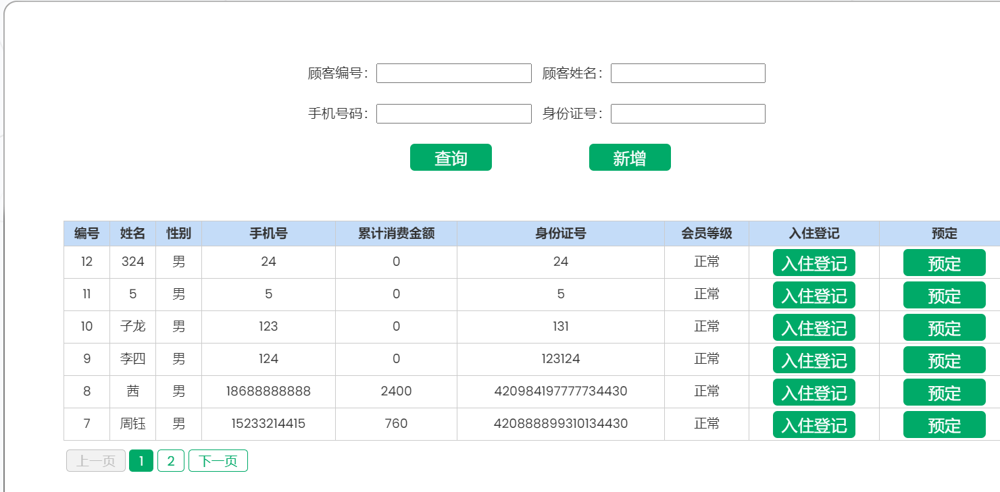 顾客编号： 顾客姓名：
手机号码： 身份证号：
查询 新增
编号 姓名 性别 手机号 累计消费金额 身份证号 会员等级 入住登记 预定
12 324 男 24 0 24 正常 入住登记 预定
11 5 男 5 0 5 正常 入住登记 预定
10 子龙 男 123 0 131 正常 入住登记 预定
9 李四 男 124 0 123124 正常 入住登记 预定
8 茜 男 18688888888 2400 420984197777734430 正常 入住登记 预定
7 周钰 男 15233214415 760 420888899310134430 正常 入住登记 预定
上一页 1 2 下一页